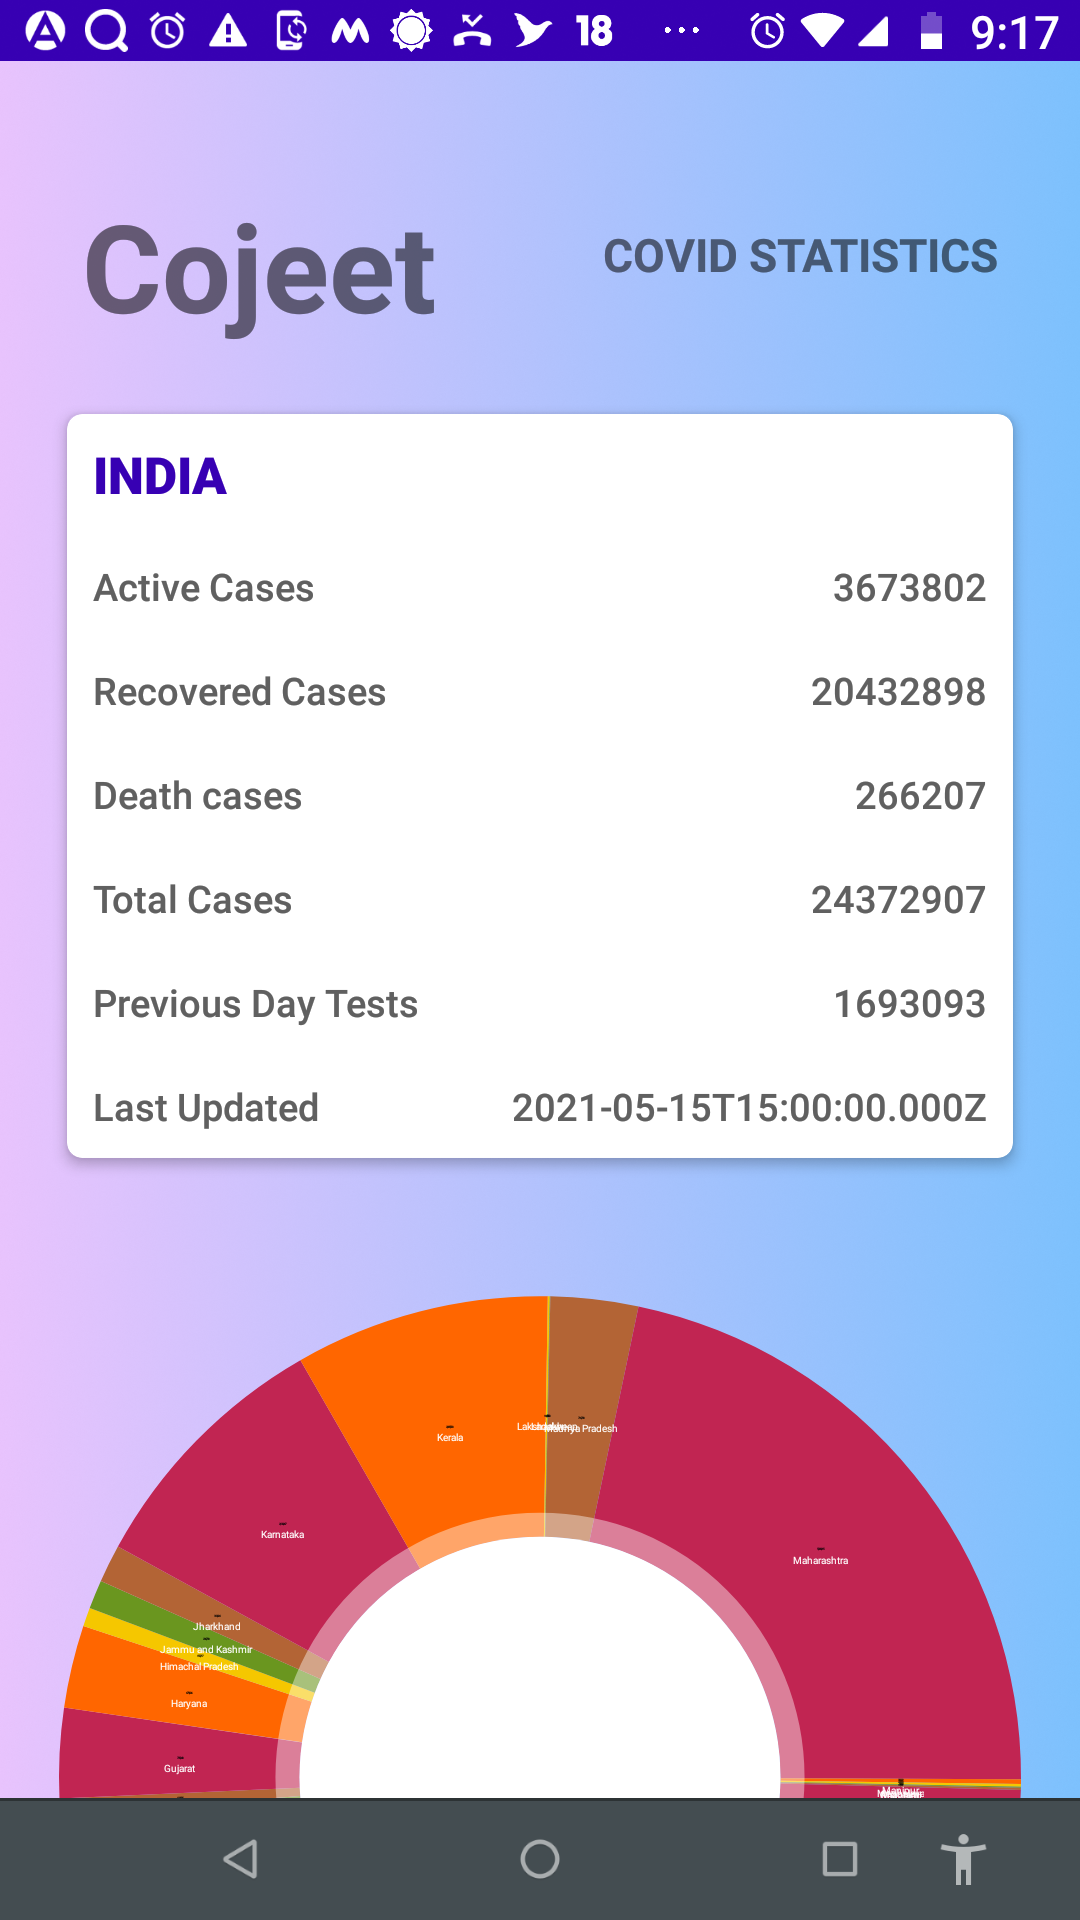 18 ... 9:17
Cojeet
COVID STATISTICS
INDIA
Active Cases 3673802
Recovered Cases 20432898
Death cases 266207
Total Cases 24372907
Previous Day Tests 1693093
Last Updated 2021-05-15T15:00:00.000Z
Madhya Pradesh
Kerala
Karnataka
Maharashtra
Jharkhand
Jammu and Kashmir
Himachal Pradesh
Haryana
Gujarat
Manipur